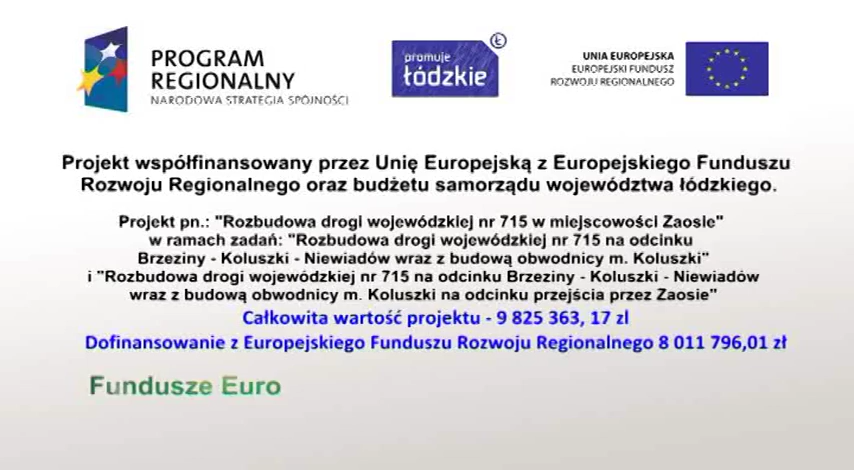 PROGRAM
REGIONALNY
NARODOWA STRATEGIA SPÓJNOŚCI
promuje
łódzkie
Ł
UNIA EUROPEJSKA
EUROPEJSKI FUNDUSZ
ROZWOJU REGIONALNEGO
Projekt współfinansowany przez Unię Europejską z Europejskiego Funduszu
Rozwoju Regionalnego oraz budżetu samorządu województwa łódzkiego.
Projekt pn.: "Rozbudowa drogi wojewódzkiej nr 715 w miejscowości Zaosie"
w ramach zadań: "Rozbudowa drogi wojewódzkiej nr 715 na odcinku
Brzeziny - Koluszki - Niewiadów wraz z budową obwodnicy m. Koluszki"
i "Rozbudowa drogi wojewódzkiej nr 715 na odcinku Brzeziny - Koluszki - Niewiadów
wraz z budową obwodnicy m. Koluszki na odcinku przejścia przez Zaosie"
Całkowita wartość projektu - 9 825 363, 17 zl
Dofinansowanie z Europejskiego Funduszu Rozwoju Regionalnego 8 011 796,01 zł
Fundusze Euro